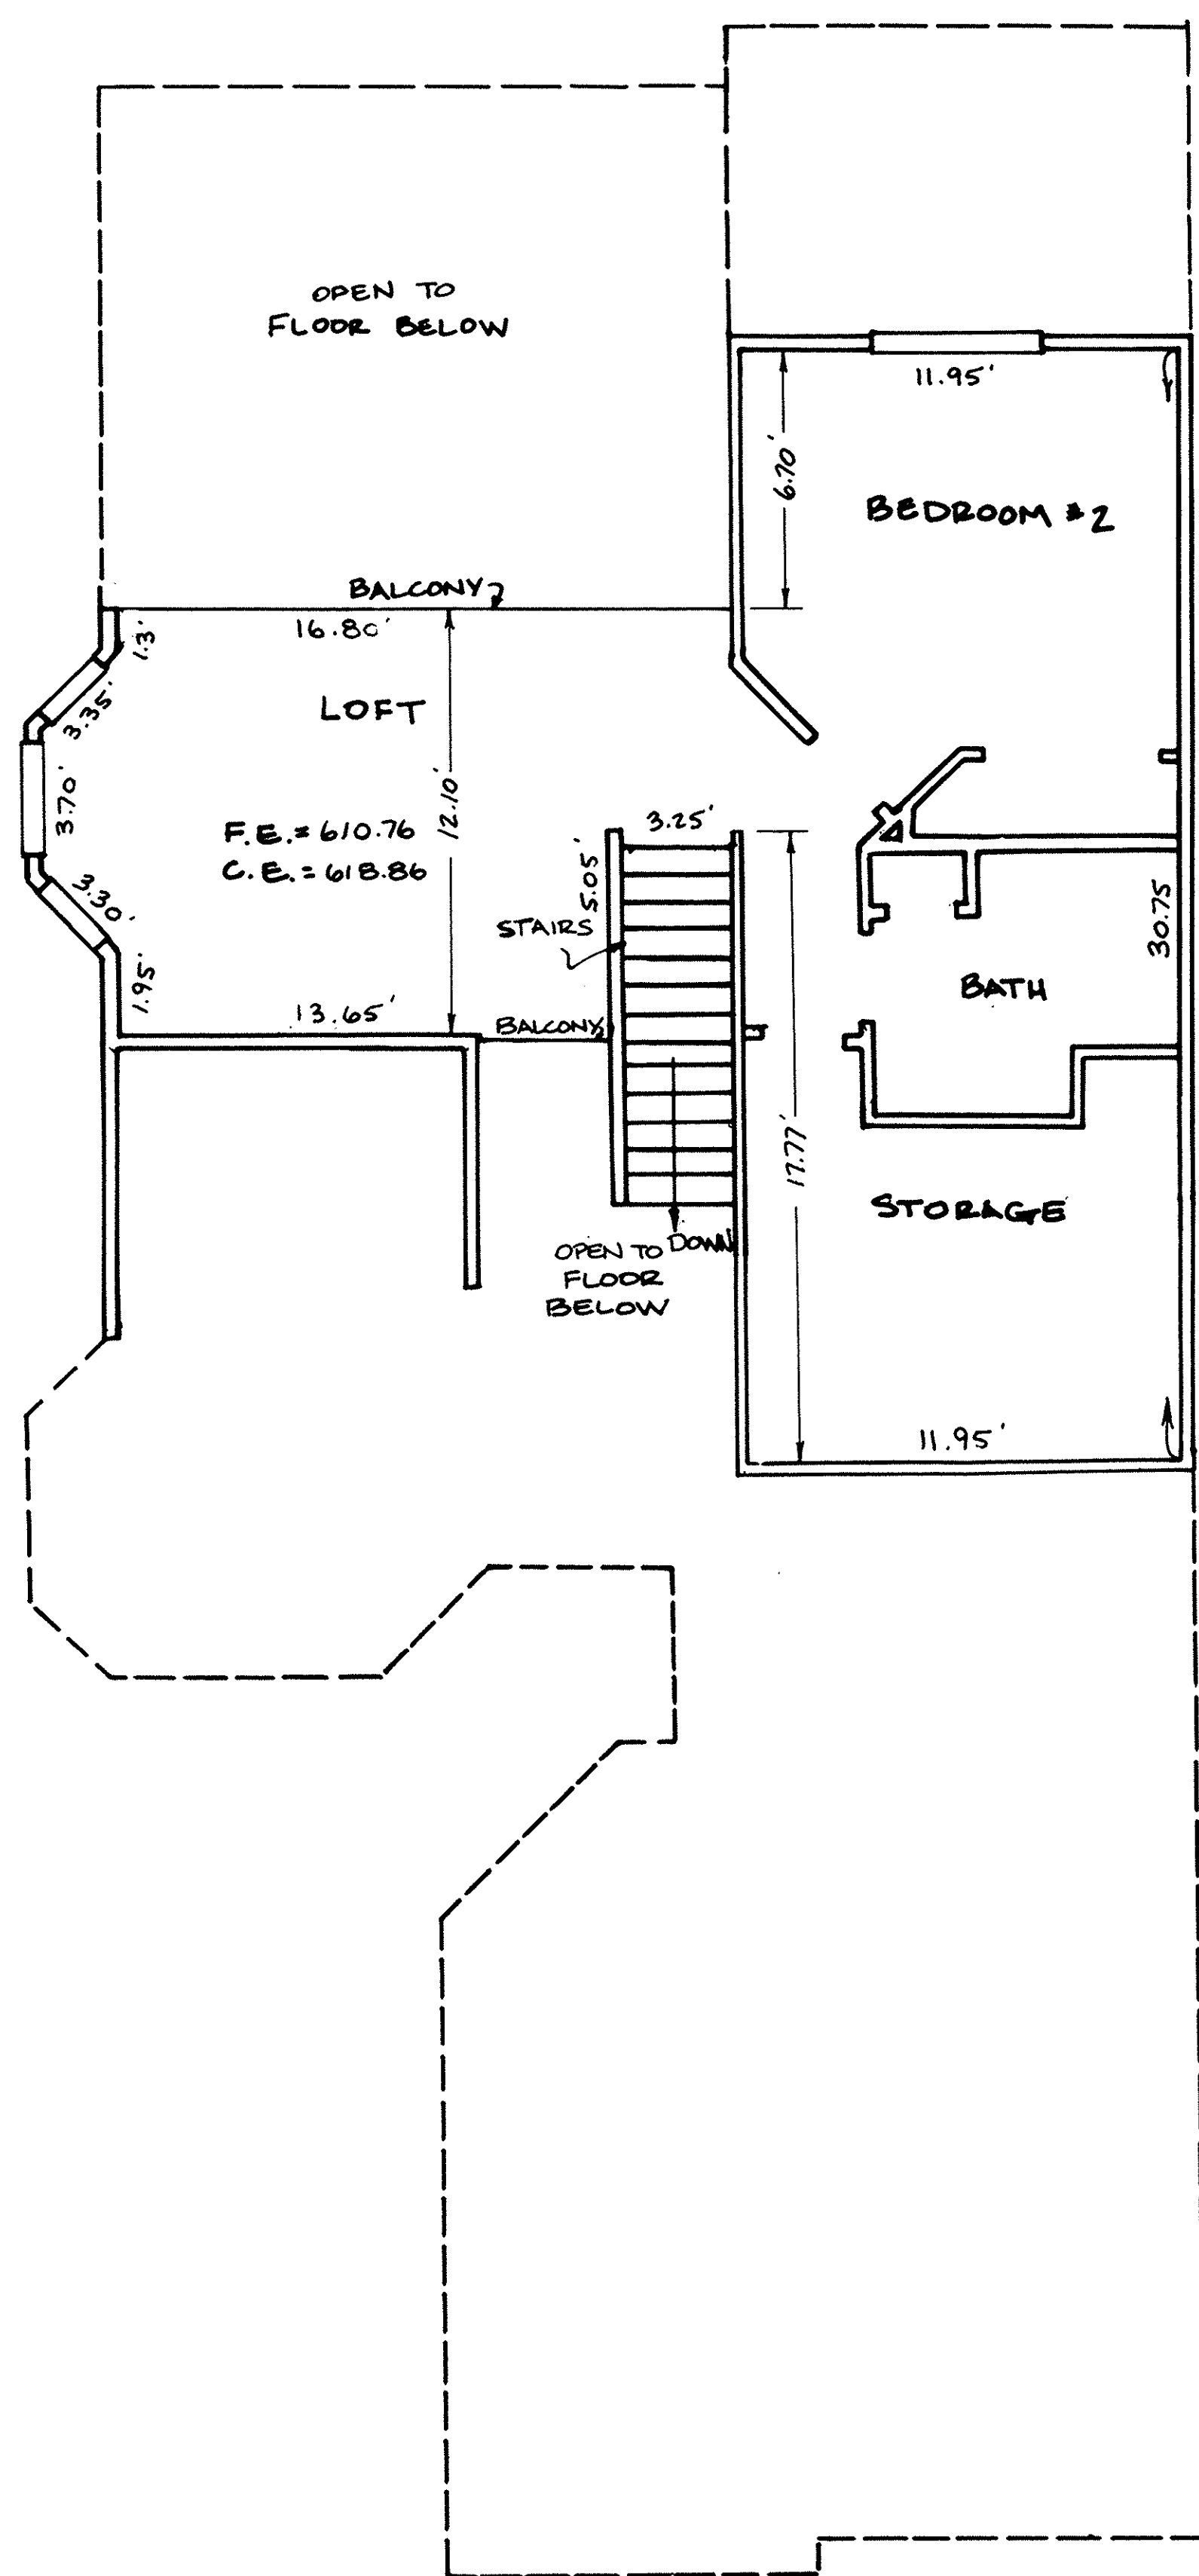 OPEN TO
FLOOR BELOW
11.95'
6.70'
BEDROOM #2
BALCONY
16.80'
1.3'
3.35'
LOFT
3.70'
12.10'
F.E. = 610.76
C.E. = 618.86
3.25'
5.05'
3.30'
STAIRS
30.75
1.95'
BATH
13.65'
BALCONY
17.77'
STORAGE
DOWN
OPEN TO
FLOOR
BELOW
11.95'